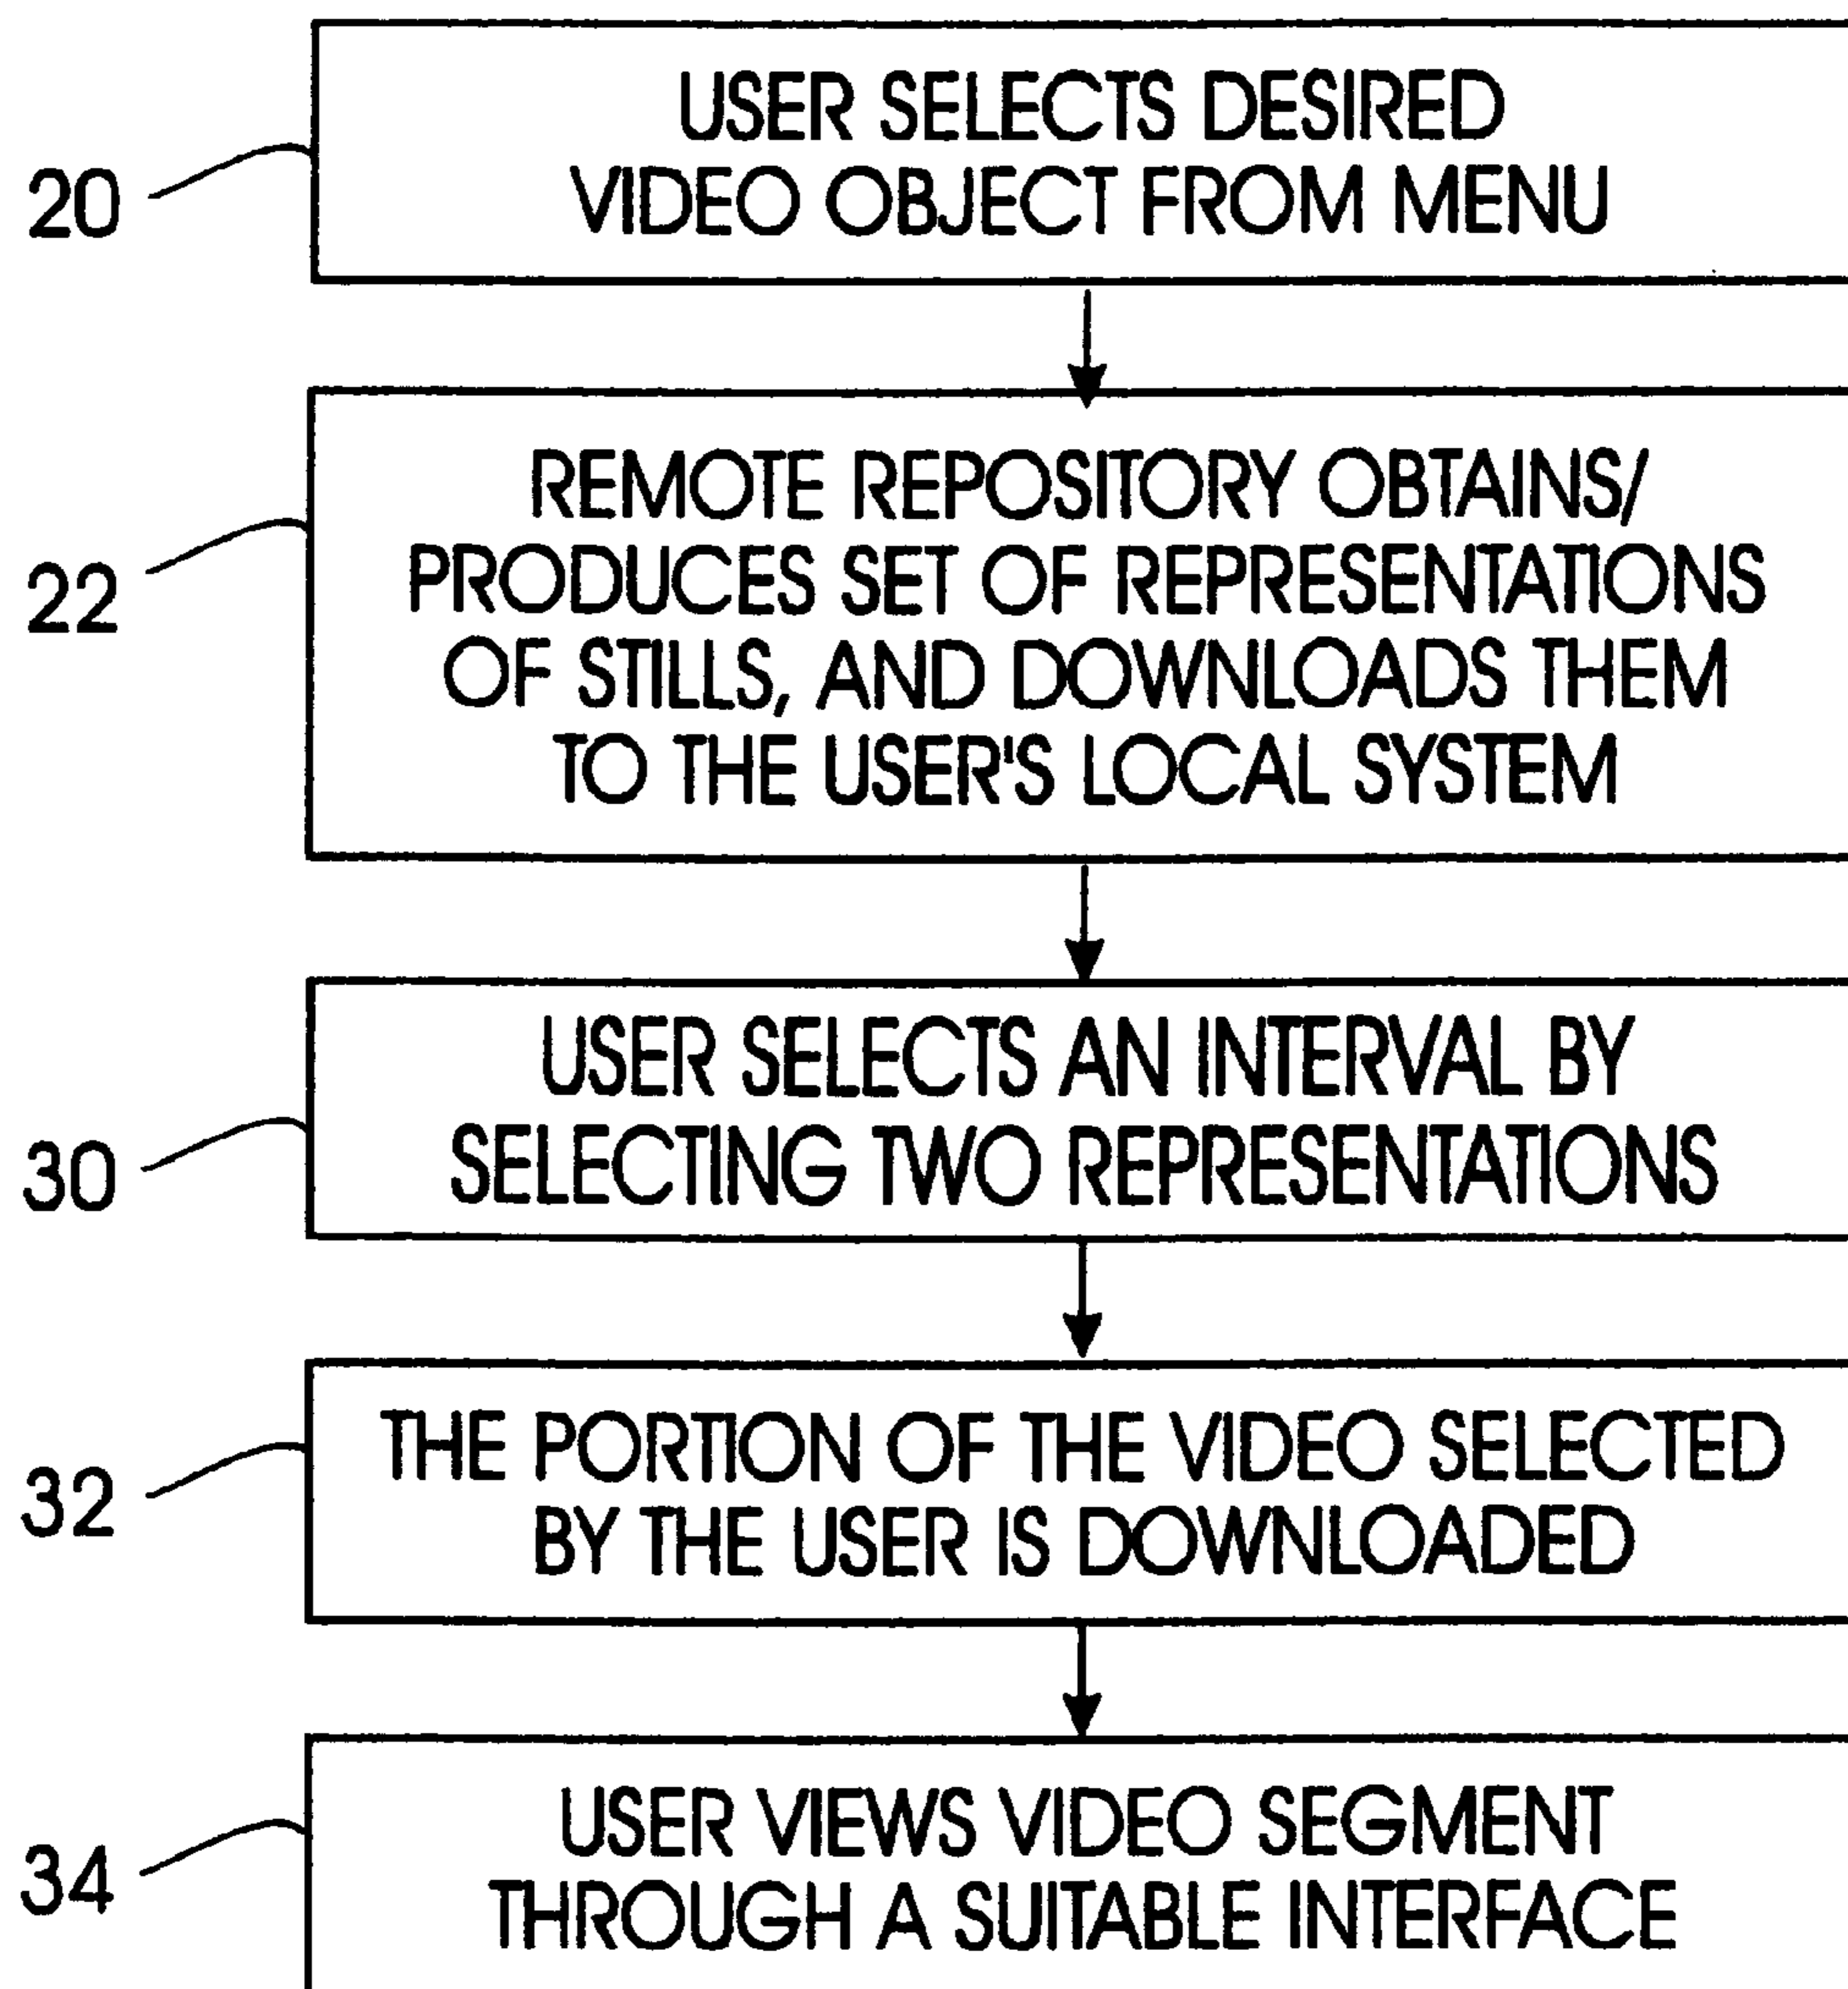 USER SELECTS DESIRED
VIDEO OBJECT FROM MENU
20
REMOTE REPOSITORY OBTAINS/
PRODUCES SET OF REPRESENTATIONS
OF STILLS, AND DOWNLOADS THEM
TO THE USER'S LOCAL SYSTEM
22
USER SELECTS AN INTERVAL BY
SELECTING TWO REPRESENTATIONS
30
THE PORTION OF THE VIDEO SELECTED
BY THE USER IS DOWNLOADED
32
USER VIEWS VIDEO SEGMENT
THROUGH A SUITABLE INTERFACE
34